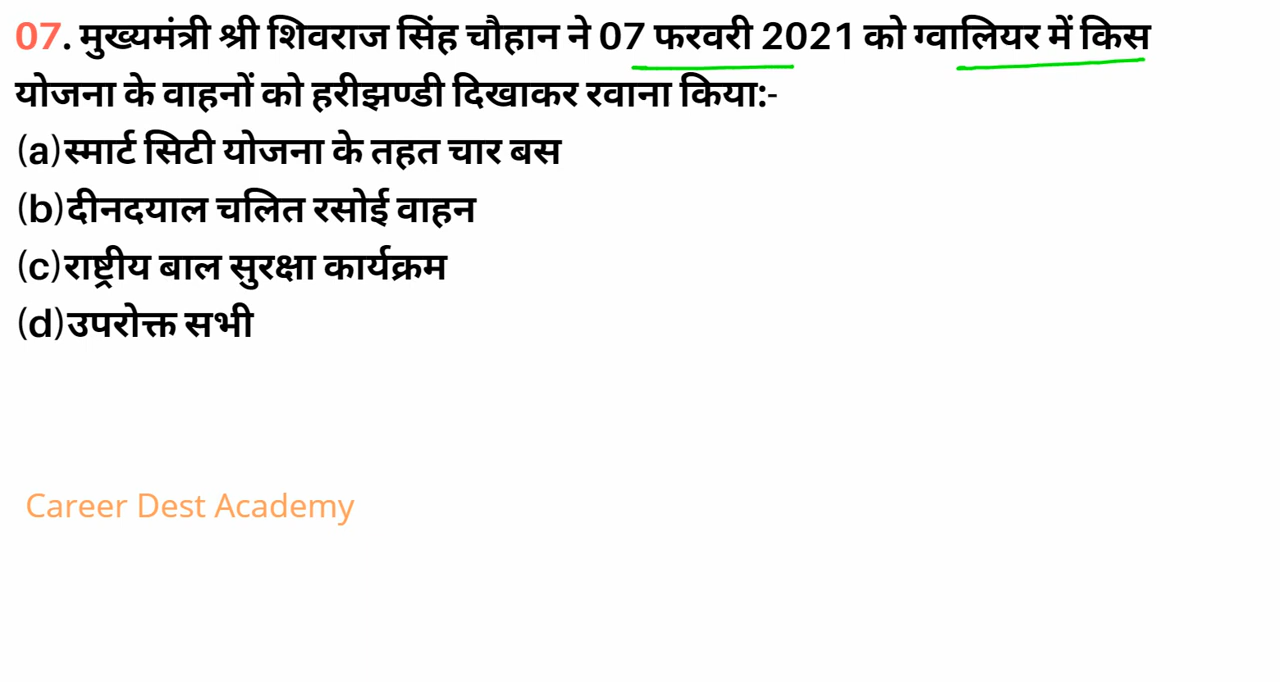 07. मुख्यमंत्री श्री शिवराज सिंह चौहान ने 07 फरवरी 2021 को ग्वालियर में किस
योजना के वाहनों को हरीझण्डी दिखाकर रवाना किया:-
(a)स्मार्ट सिटी योजना के तहत चार बस
(b)दीनदयाल चलित रसोई वाहन
(c)राष्ट्रीय बाल सुरक्षा कार्यक्रम
(d)उपरोक्त सभी
Career Dest Academy